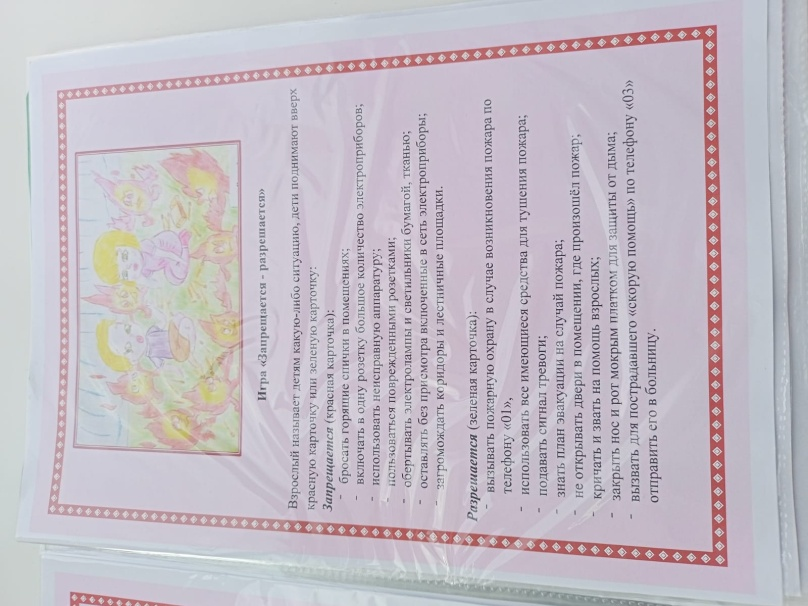 Игра «Запрещается - разрешается»
Взрослый называет детям какую-либо ситуацию, дети поднимают вверх
красную карточку или зеленую карточку:
Запрещается (красная карточка):
- бросать горящие спички в помещениях;
- включать в одну розетку большое количество электроприборов;
- использовать неисправную аппаратуру;
- пользоваться поврежденными розетками;
- обертывать электролампы и светильники бумагой, тканью;
- оставлять без присмотра включенные в сеть электроприборы;
- загромождать коридоры и лестничные площадки.
Разрешается (зеленая карточка):
- вызывать пожарную охрану в случае возникновения пожара по
телефону «01»,
- использовать все имеющиеся средства для тушения пожара;
- подавать сигнал тревоги;
- знать план эвакуации на случай пожара;
- не открывать двери в помещении, где произошёл пожар;
- кричать и звать на помощь взрослых;
- закрыть нос и рот мокрым платком для защиты от дыма;
- вызвать для пострадавшего «скорую помощь» по телефону «03»
отправить его в больницу.